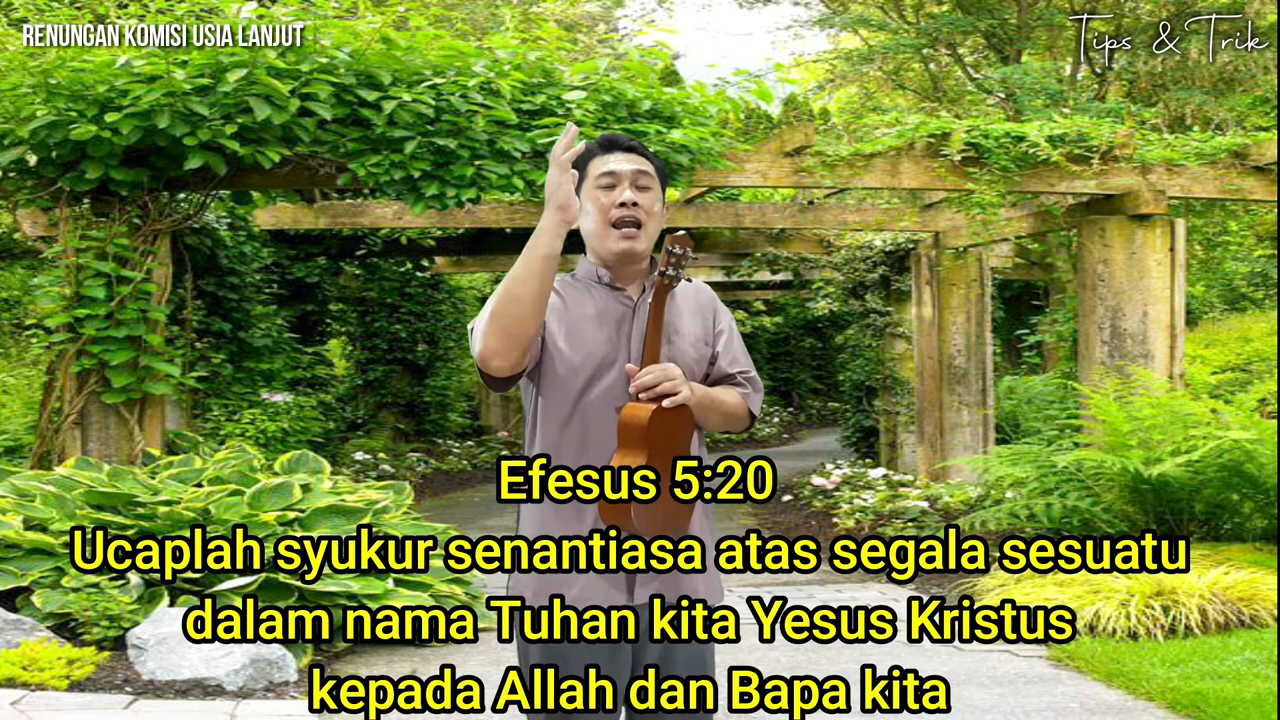 RENUNGAN KOMISI USIA LANJUT
Tips & Trik
Efesus 5:20
Ucaplah syukur senantiasa atas segala sesuatu
dalam nama Tuhan kita Yesus Kristus
kepada Allah dan Bapa kita